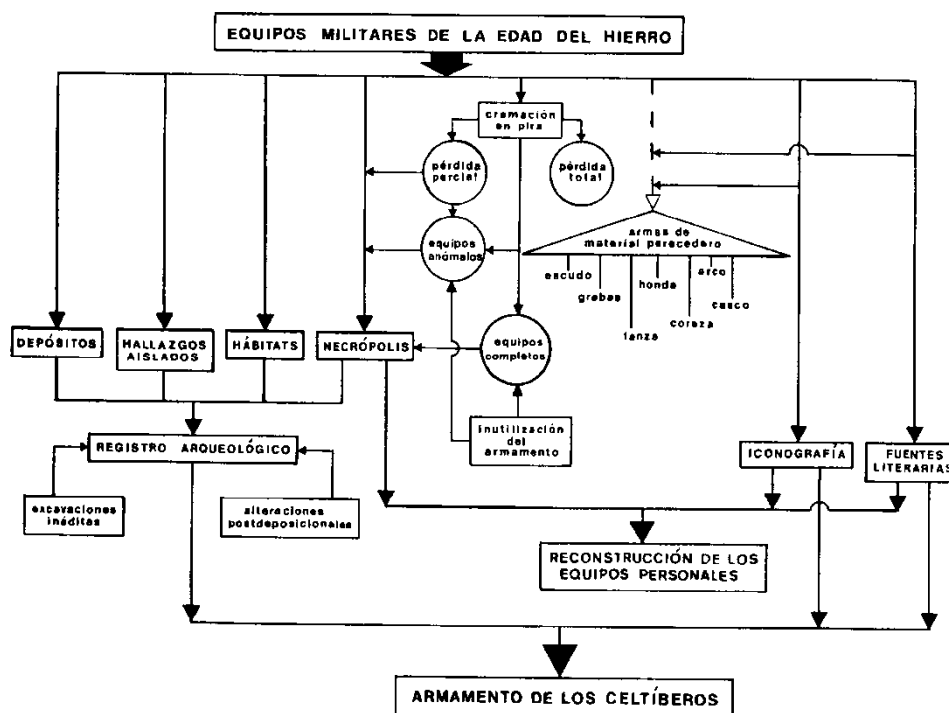 EQUIPOS MILITARES DE LA EDAD DEL HIERRO
cremación
en pira
pérdida
parcial
pérdida
total
equipos
anómalos
armas de
material perecedero
escudo
grebas
lanza
honda
coraza
arco
casco
DEPÓSITOS
HALLAZGOS
AISLADOS
HÁBITATS
NECRÓPOLIS
equipos
completos
inutilización
del
armamento
REGISTRO ARQUEOLÓGICO
ICONOGRAFÍA
FUENTES
LITERARIAS
excavaciones
inéditas
alteraciones
postdeposicionales
RECONSTRUCCIÓN DE LOS
EQUIPOS PERSONALES
ARMAMENTO DE LOS CELTÍBEROS